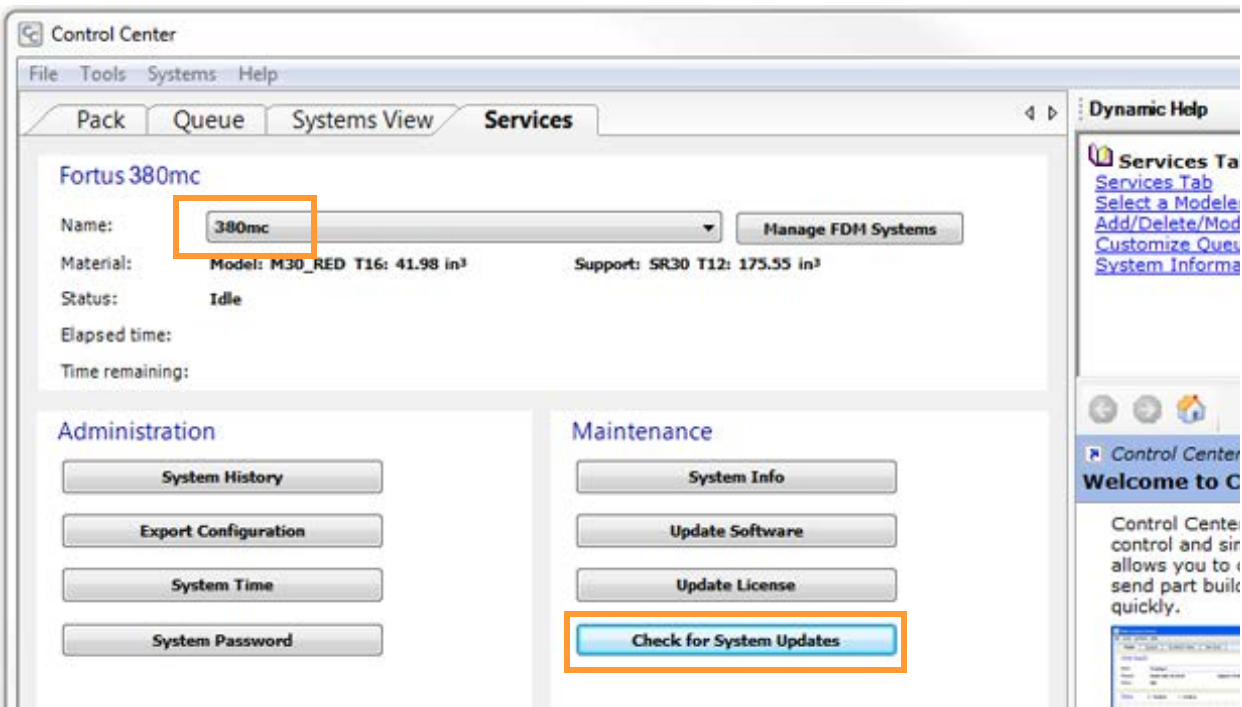 Control Center
File Tools Systems Help
Pack Queue Systems View Services
Fortus 380mc
Name: 380mc Manage FDM Systems
Material: Model: M30_RED T16: 41.98 in³ Support: SR30 T12: 175.55 in³
Status: Idle
Elapsed time:
Time remaining:
Administration
System History
Export Configuration
System Time
System Password
Maintenance
System Info
Update Software
Update License
Check for System Updates
Dynamic Help
Services Ta
Services Tab
Select a Modele
Add/Delete/Mod
Customize Queu
System Informa
Control Center
Welcome to C
Control Center
control and sin
allows you to
send part build
quickly.